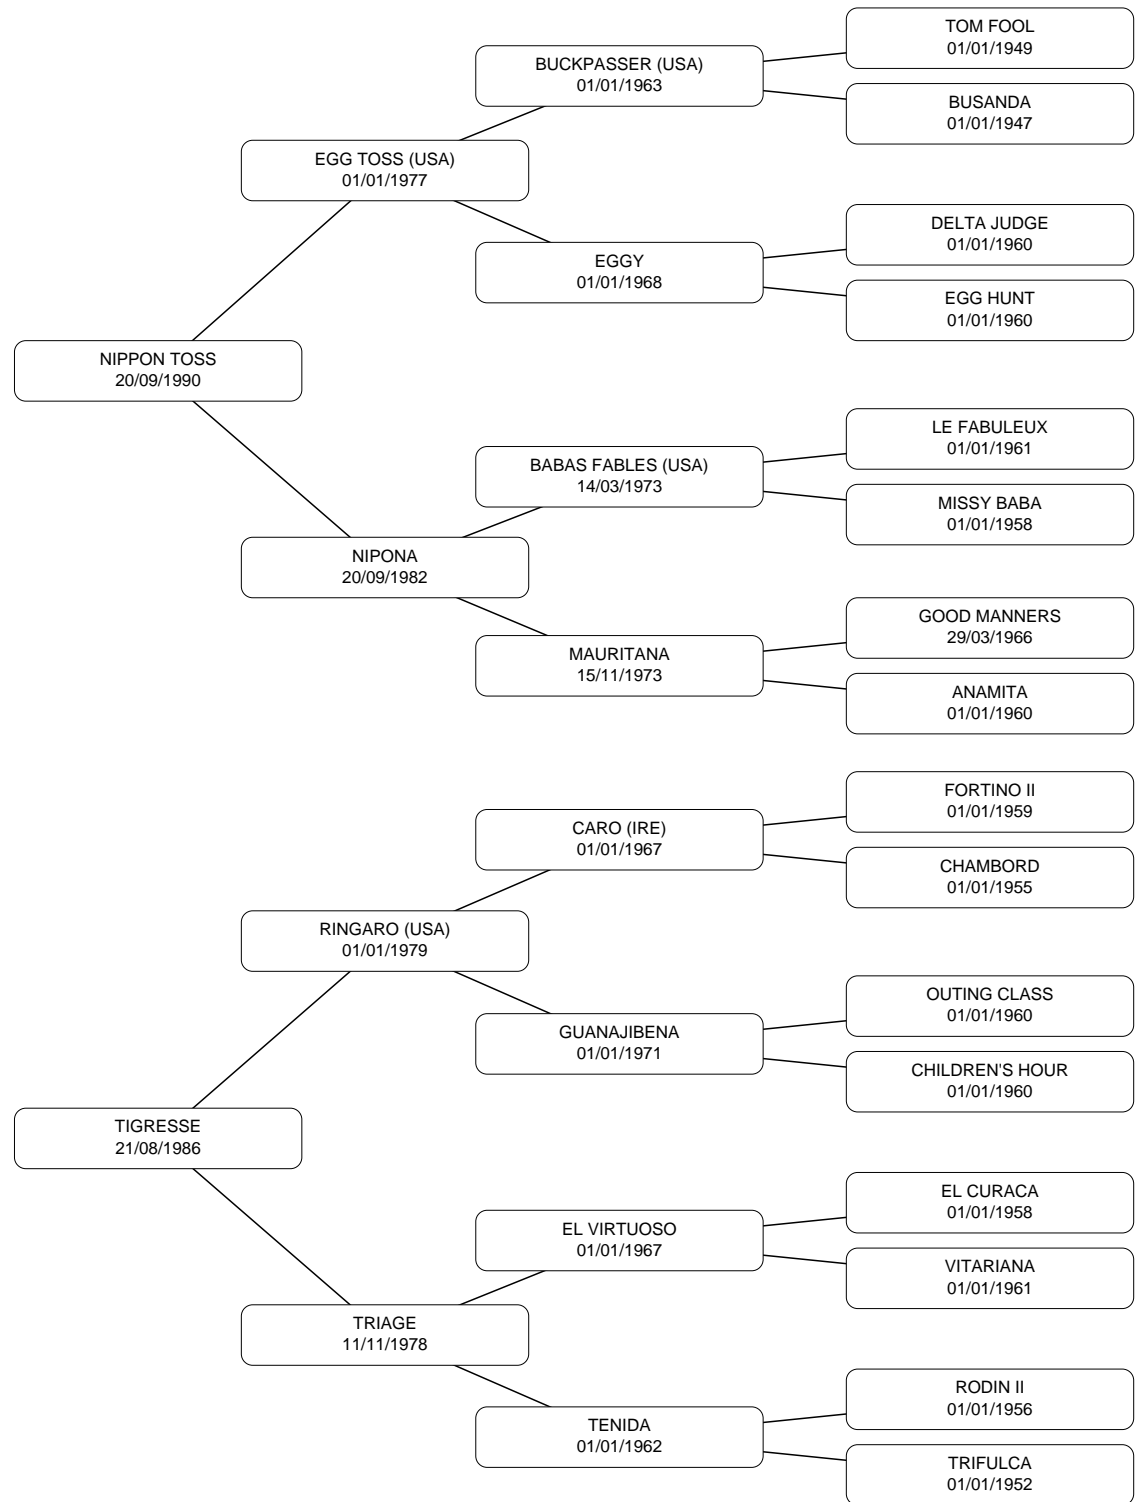 TOM FOOL
01/01/1949
BUCKPASSER (USA)
01/01/1963
BUSANDA
01/01/1947
EGG TOSS (USA)
01/01/1977
DELTA JUDGE
01/01/1960
EGGY
01/01/1968
EGG HUNT
01/01/1960
NIPPON TOSS
20/09/1990
LE FABULEUX
01/01/1961
BABAS FABLES (USA)
14/03/1973
MISSY BABA
01/01/1958
NIPONA
20/09/1982
GOOD MANNERS
29/03/1966
MAURITANA
15/11/1973
ANAMITA
01/01/1960
FORTINO II
01/01/1959
CARO (IRE)
01/01/1967
CHAMBORD
01/01/1955
RINGARO (USA)
01/01/1979
OUTING CLASS
01/01/1960
GUANAJIBENA
01/01/1971
CHILDREN'S HOUR
01/01/1960
TIGRESSE
21/08/1986
EL CURACA
01/01/1958
EL VIRTUOSO
01/01/1967
VITARIANA
01/01/1961
TRIAGE
11/11/1978
RODIN II
01/01/1956
TENIDA
01/01/1962
TRIFULCA
01/01/1952